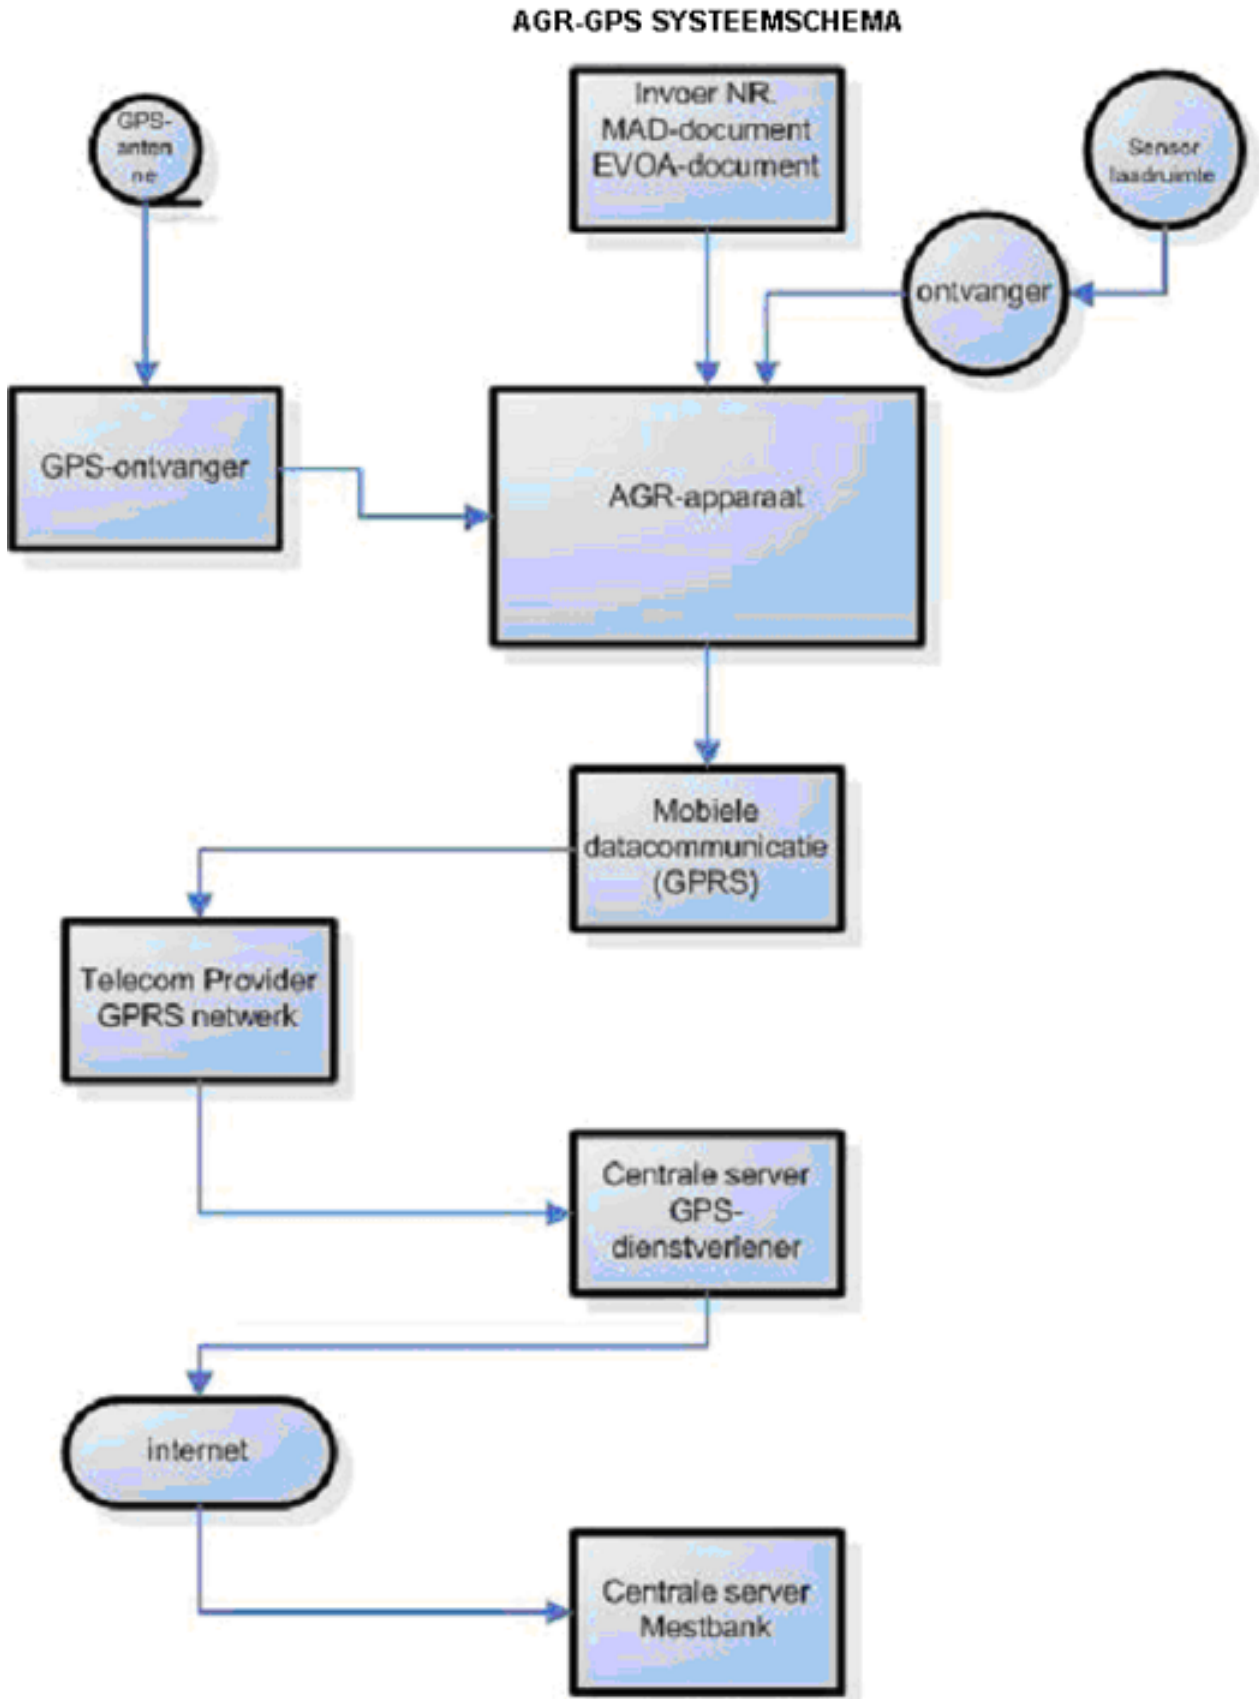 AGR-GPS SYSTEEMSCHEMA
GPS-
anten
ne
Invoer NR.
MAD-document
EVOA-document
Sensor
laadruimte
ontvanger
GPS-ontvanger
AGR-apparaat
Mobiele
datacommunicatie
(GPRS)
Telecom Provider
GPRS netwerk
Centrale server
GPS-
dienstverlener
internet
Centrale server
Mestbank